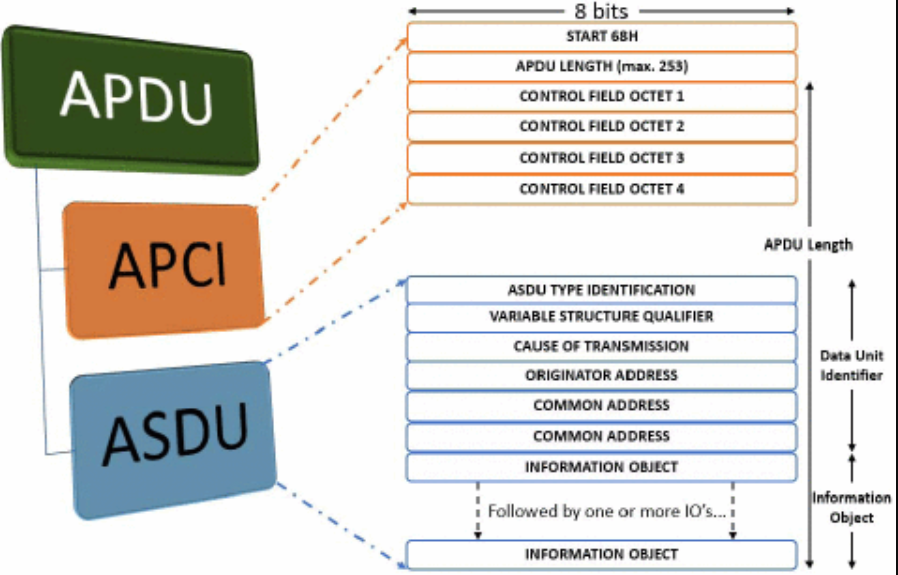 8 bits
APDU
APCI
ASDU
START 68H
APDU LENGTH (max. 253)
CONTROL FIELD OCTET 1
CONTROL FIELD OCTET 2
CONTROL FIELD OCTET 3
CONTROL FIELD OCTET 4
APDU Length
ASDU TYPE IDENTIFICATION
VARIABLE STRUCTURE QUALIFIER
CAUSE OF TRANSMISSION
ORIGINATOR ADDRESS
COMMON ADDRESS
COMMON ADDRESS
INFORMATION OBJECT
Followed by one or more IO's...
INFORMATION OBJECT
Data Unit
Identifier
Information
Object